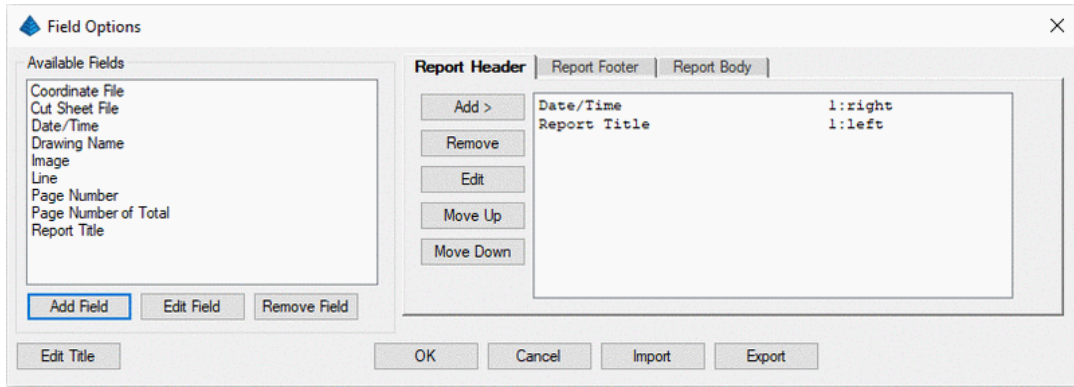 Field Options
Available Fields
Coordinate File
Cut Sheet File
Date/Time
Drawing Name
Image
Line
Page Number
Page Number of Total
Report Title
Add Field
Edit Field
Remove Field
Report Header
Report Footer
Report Body
Add >
Remove
Edit
Move Up
Move Down
Date/Time 1:right
Report Title 1:left
Edit Title
OK
Cancel
Import
Export